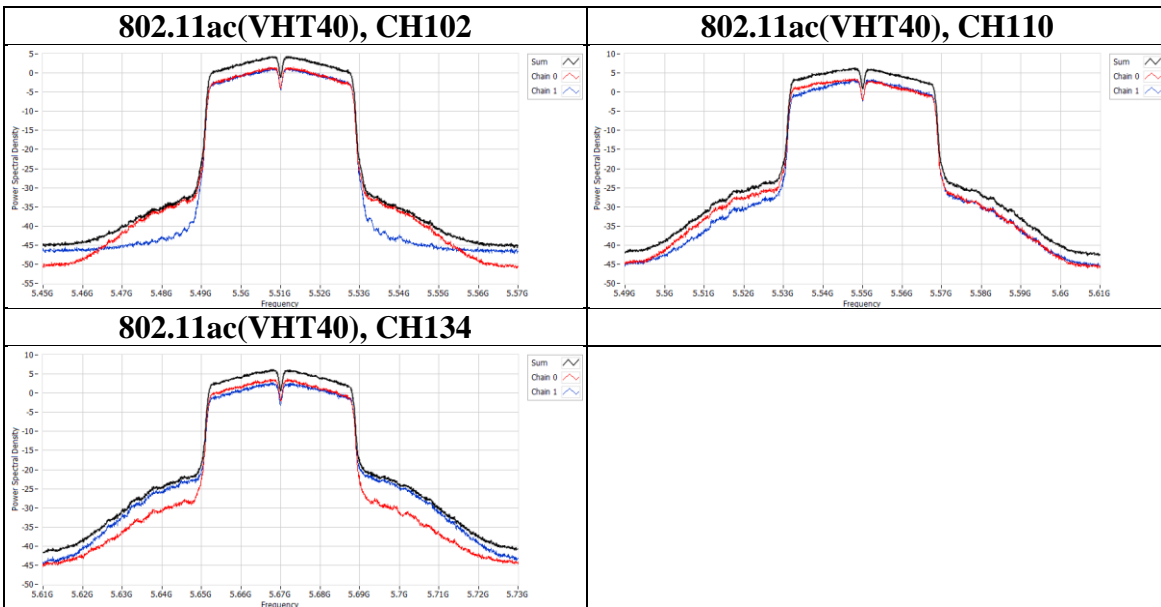 802.11ac(VHT40), CH102
802.11ac(VHT40), CH110
Power Spectral Density
5
0
-5
-10
-15
-20
-25
-30
-35
-40
-45
-50
-55
5.45G 5.46G 5.47G 5.48G 5.49G 5.5G 5.51G 5.52G 5.53G 5.54G 5.55G 5.56G 5.57G
Frequency
Sum
Chain 0
Chain 1
Power Spectral Density
10
5
0
-5
-10
-15
-20
-25
-30
-35
-40
-45
-50
5.49G 5.5G 5.51G 5.52G 5.53G 5.54G 5.55G 5.56G 5.57G 5.58G 5.59G 5.6G 5.61G
Frequency
Sum
Chain 0
Chain 1
802.11ac(VHT40), CH134
Power Spectral Density
10
5
0
-5
-10
-15
-20
-25
-30
-35
-40
-45
-50
5.61G 5.62G 5.63G 5.64G 5.65G 5.66G 5.67G 5.68G 5.69G 5.7G 5.71G 5.72G 5.73G
Frequency
Sum
Chain 0
Chain 1